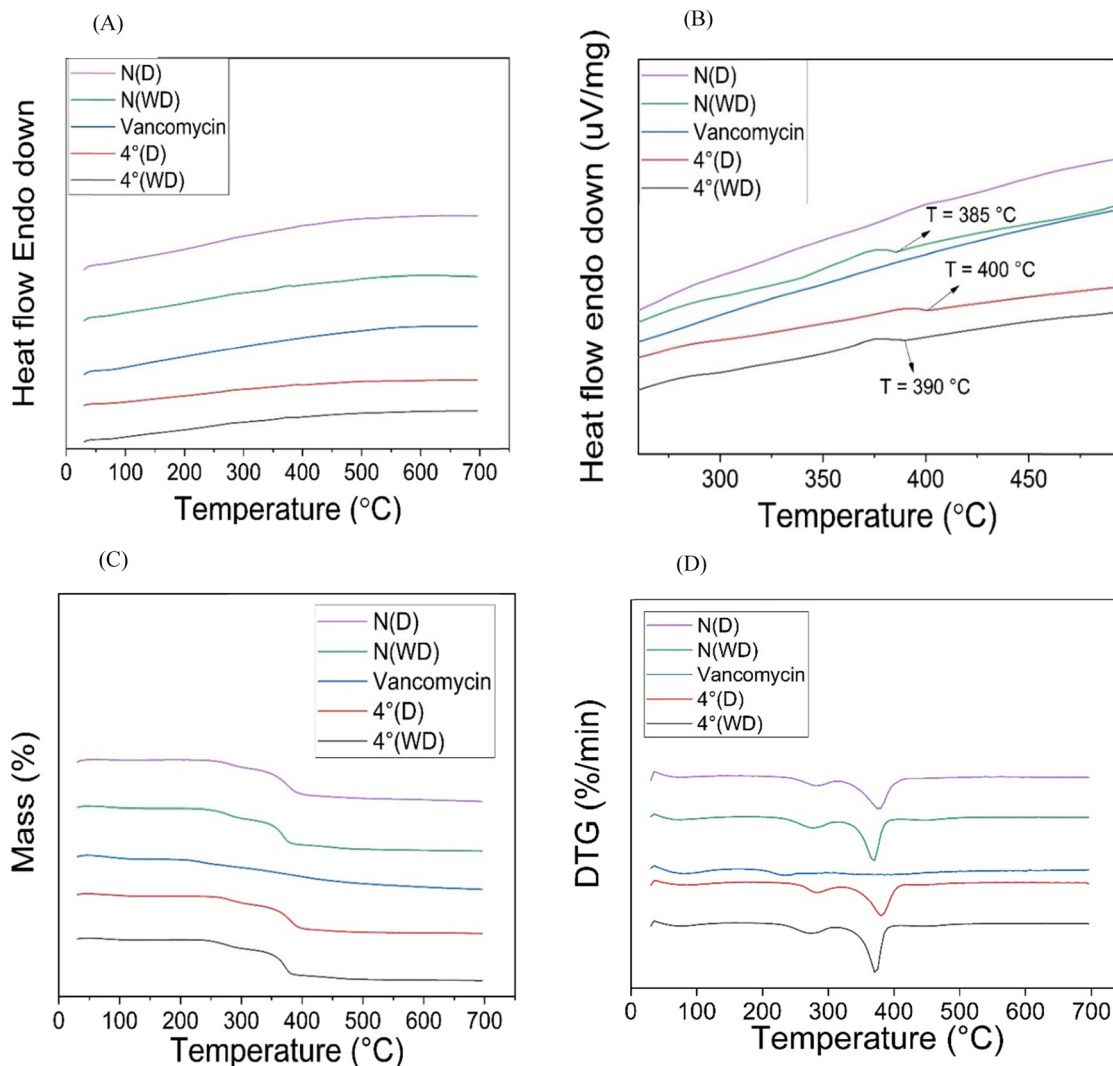 (A)
Heat flow Endo down
N(D)
N(WD)
Vancomycin
4°(D)
4°(WD)
0 100 200 300 400 500 600 700
Temperature (°C)
(B)
Heat flow endo down (uV/mg)
N(D)
N(WD)
Vancomycin
4°(D)
4°(WD)
T = 385 °C
T = 400 °C
T = 390 °C
300 350 400 450
Temperature (°C)
(C)
Mass (%)
N(D)
N(WD)
Vancomycin
4°(D)
4°(WD)
0 100 200 300 400 500 600 700
Temperature (°C)
(D)
DTG (%/min)
N(D)
N(WD)
Vancomycin
4°(D)
4°(WD)
0 100 200 300 400 500 600 700
Temperature (°C)